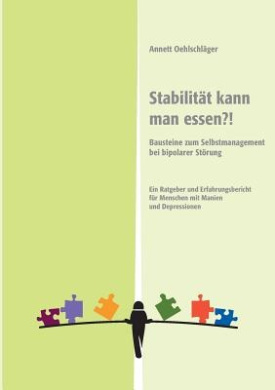 Annett Oehlschläger
Stabilität kann
man essen?!
Bausteine zum Selbstmanagement
bei bipolarer Störung
Ein Ratgeber und Erfahrungsbericht
für Menschen mit Manien
und Depressionen